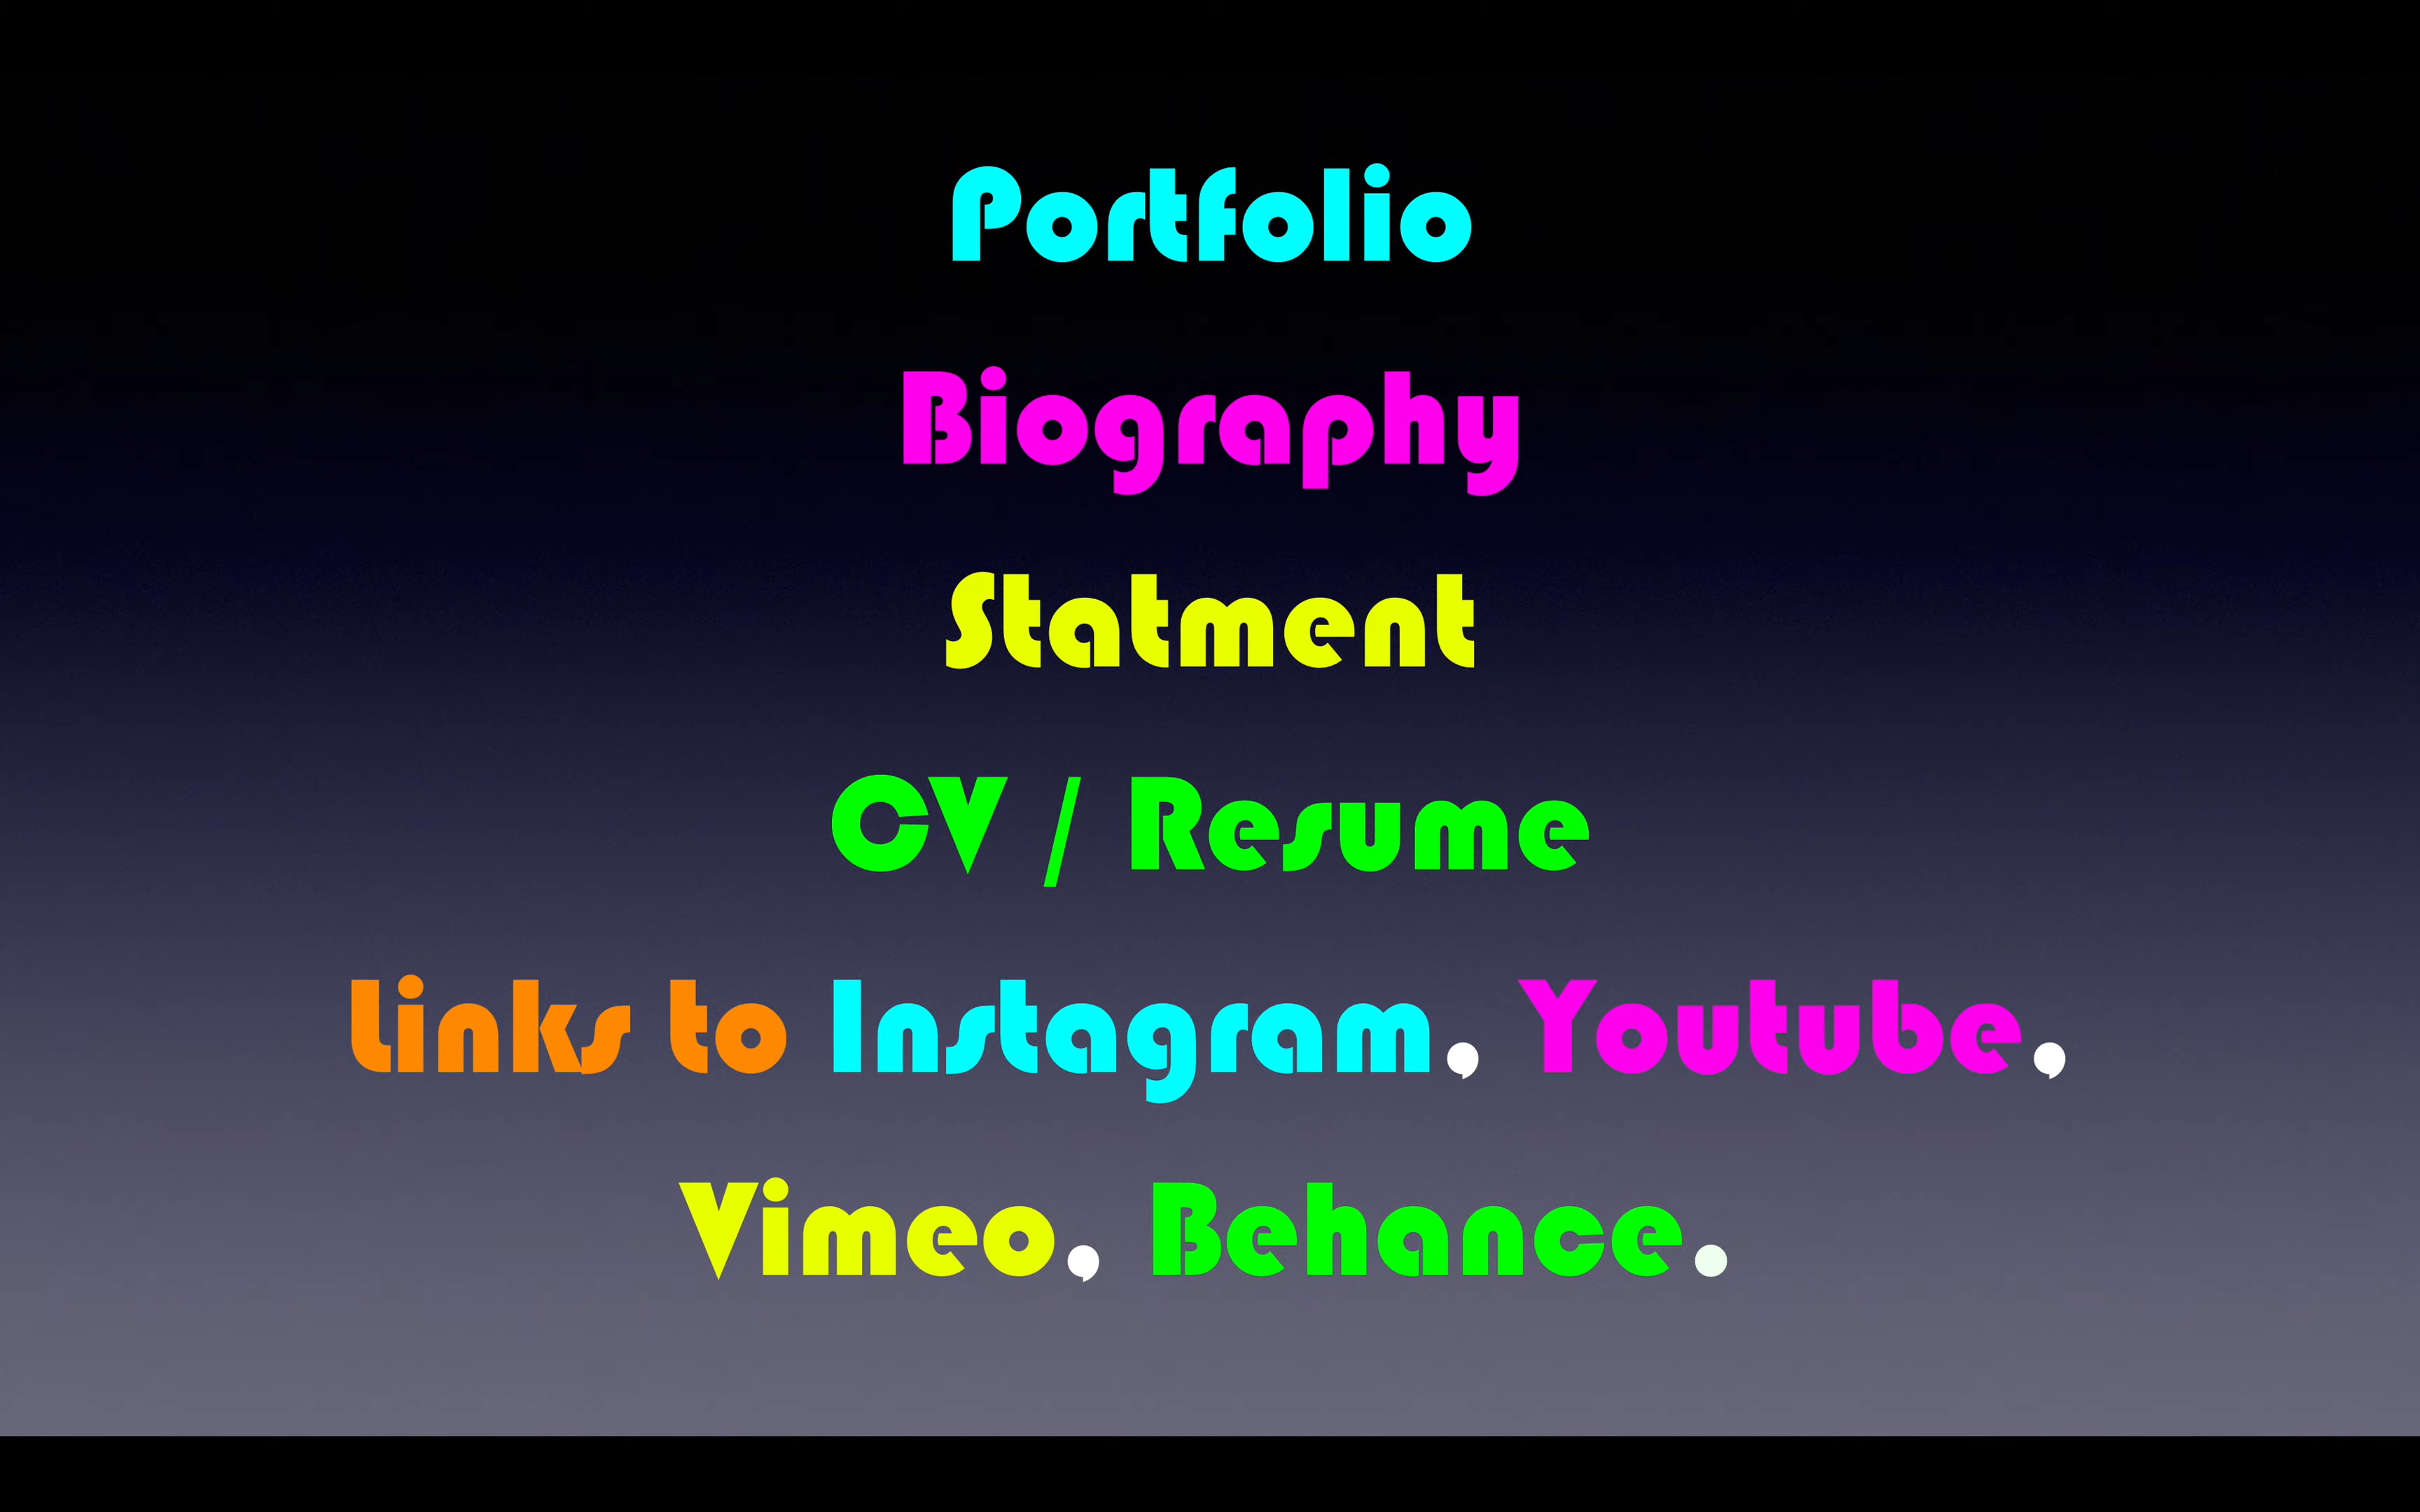 Portfolio
Biography
Statment
CV / Resume
Links to Instagram, Youtube,
Vimeo, Behance.